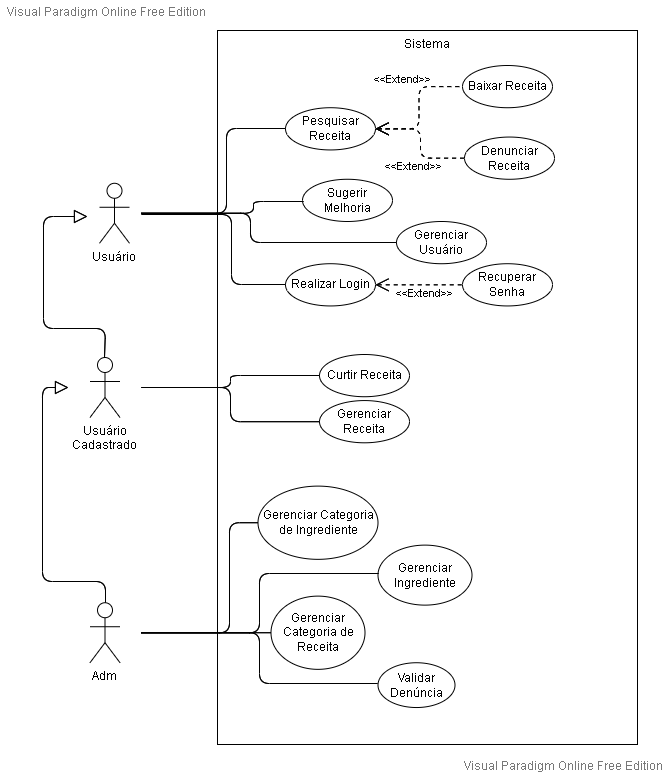 Visual Paradigm Online Free Edition
Sistema
<<Extend>>
Baixar Receita
Pesquisar
Receita
<<Extend>>
Denunciar
Receita
Sugerir
Melhoria
Usuário
Gerenciar
Usuário
Realizar Login
<<Extend>>
Recuperar
Senha
Curtir Receita
Usuário
Cadastrado
Gerenciar
Receita
Gerenciar Categoria
de Ingrediente
Gerenciar
Ingrediente
Gerenciar
Categoria de
Receita
Adm
Validar
Denúncia
Visual Paradigm Online Free Edition